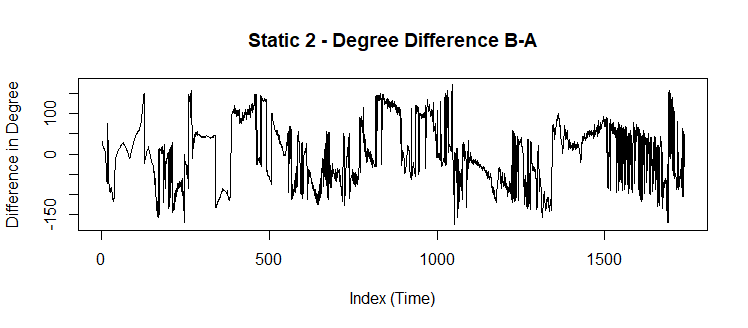 Static 2 - Degree Difference B-A
Difference in Degree
100
0
-150
0
500
1000
1500
Index (Time)